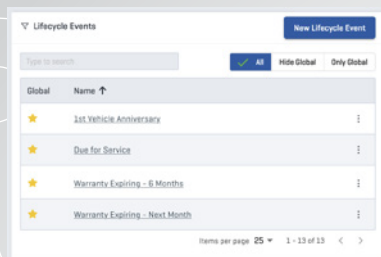 Lifecycle Events
New Lifecycle Event
Type to search
All Hide Global Only Global
Global Name
1st Vehicle Anniversary
Due for Service
Warranty Expiring - 6 Months
Warranty Expiring - Next Month
Items per page 25 1 - 13 of 13